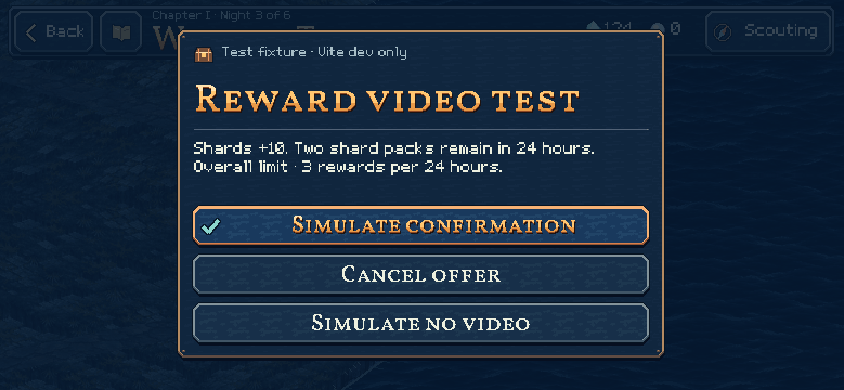 Chapter I · Night 3 of 6
Back
134
0
Scouting
Test fixture · Vite dev only
REWARD VIDEO TEST
Shards +10. Two shard packs remain in 24 hours.
Overall limit · 3 rewards per 24 hours.
SIMULATE CONFIRMATION
CANCEL OFFER
SIMULATE NO VIDEO